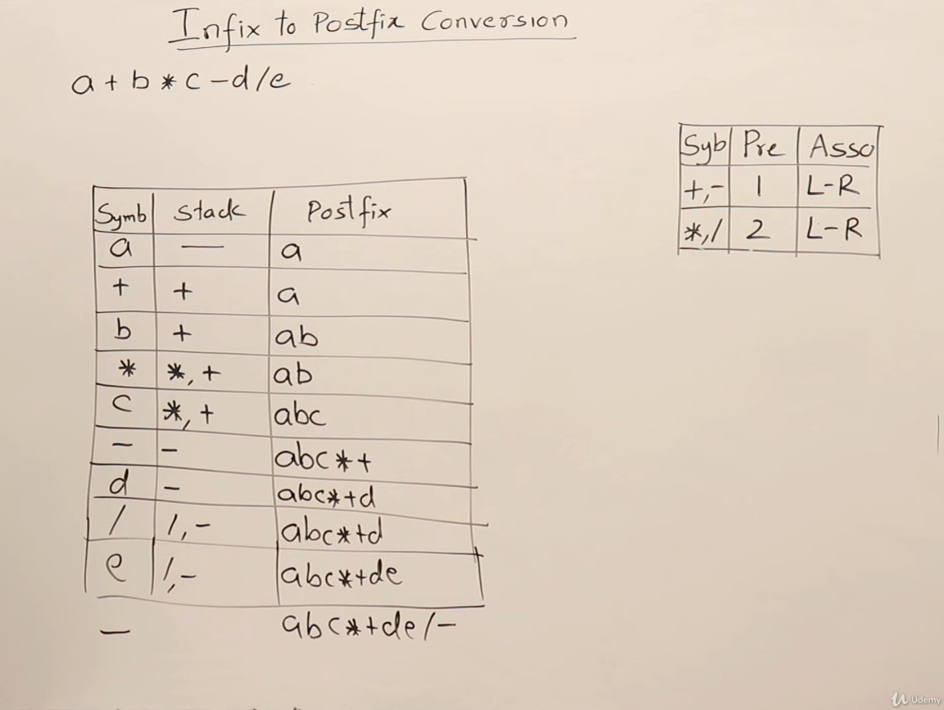 Infix to Postfix Conversion
a + b * c - d / e
Syb Pre Asso
+,- 1 L-R
*,/ 2 L-R
Symb Stack Postfix
a — a
+ + a
b + ab
* *, + ab
c *, + abc
- - abc*+
d - abc*+d
/ /,- abc*+d
e /,- abc*+de
— abc*+de/-
Udemy